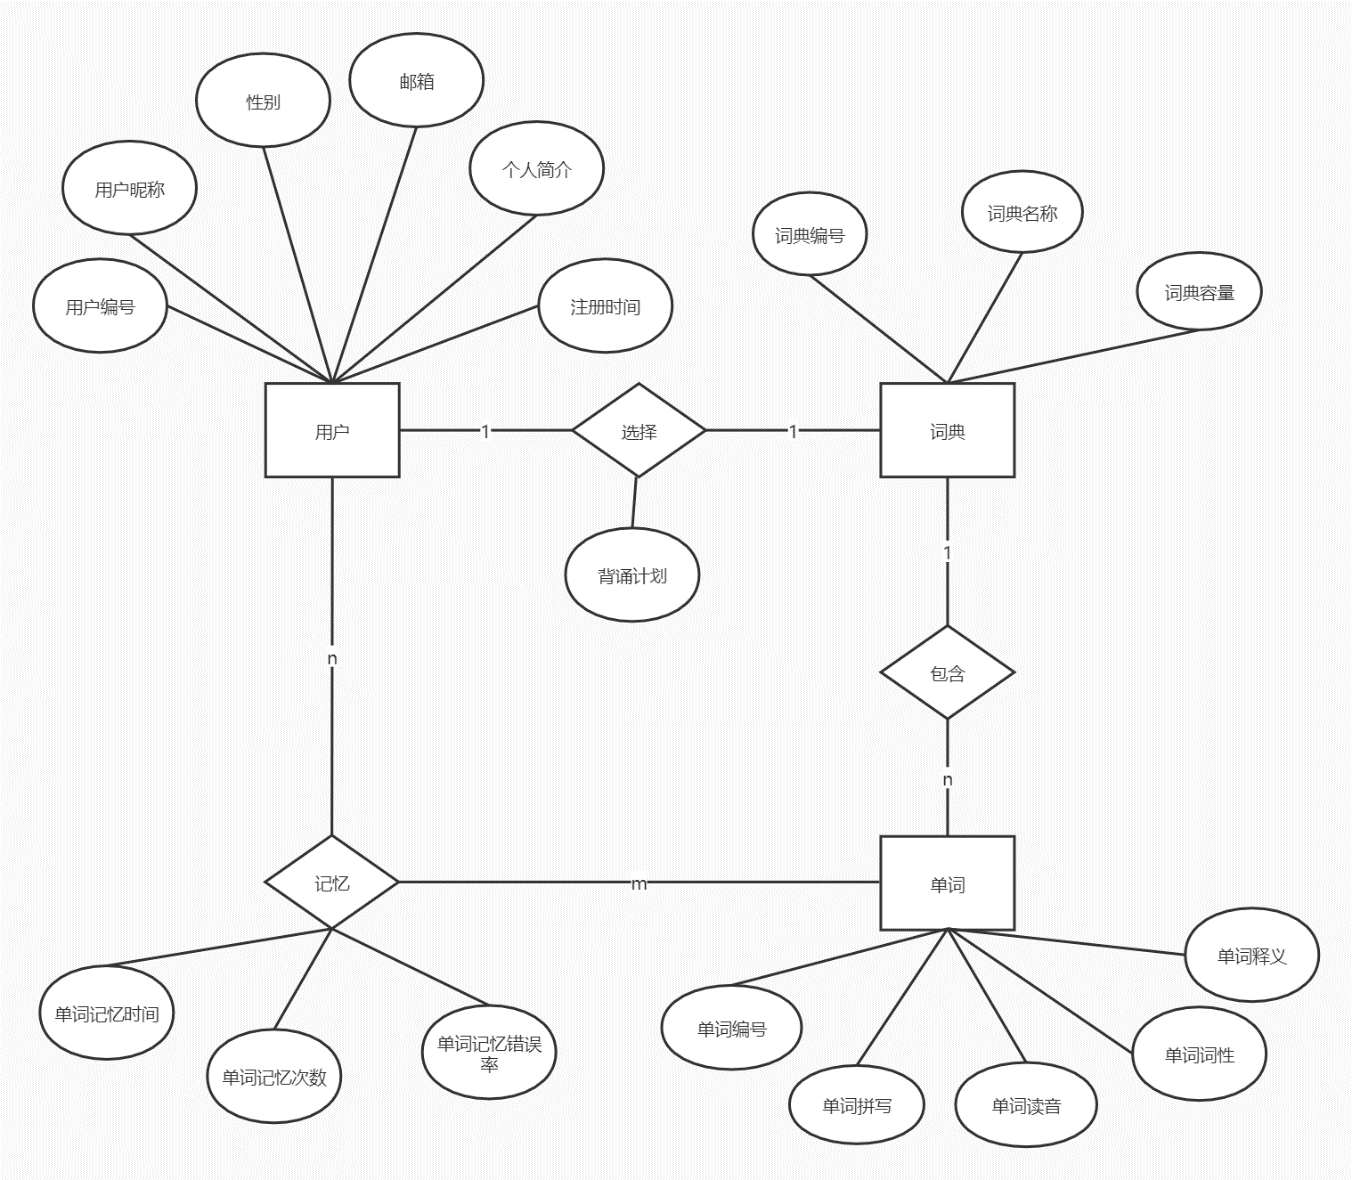 邮箱
性别
个人简介
用户昵称
词典名称
词典编号
词典容量
用户编号
注册时间
用户
1
选择
1
词典
1
背诵计划
n
包含
n
记忆
m
单词
单词释义
单词记忆时间
单词记忆错误
率
单词编号
单词词性
单词记忆次数
单词拼写
单词读音